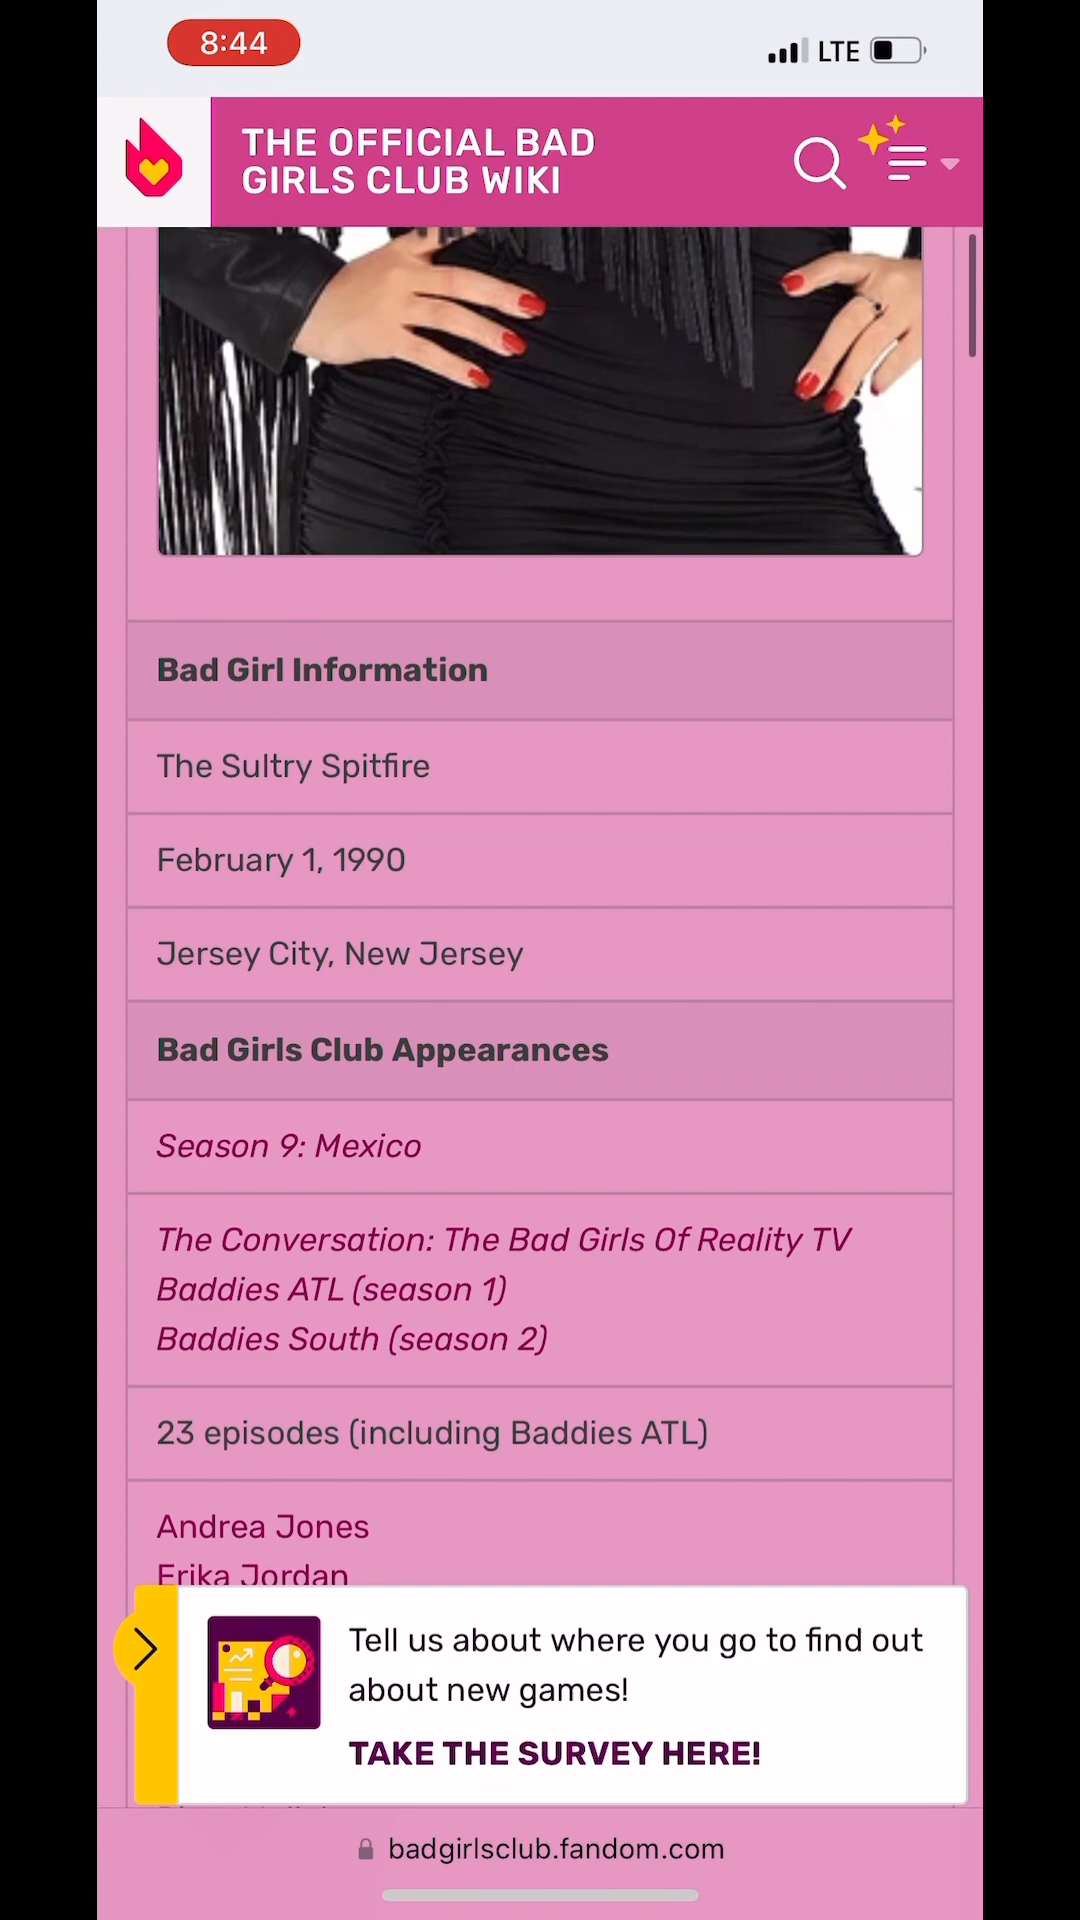 8:44
LTE
THE OFFICIAL BAD
GIRLS CLUB WIKI
Bad Girl Information
The Sultry Spitfire
February 1, 1990
Jersey City, New Jersey
Bad Girls Club Appearances
Season 9: Mexico
The Conversation: The Bad Girls Of Reality TV
Baddies ATL (season 1)
Baddies South (season 2)
23 episodes (including Baddies ATL)
Andrea Jones
Erika Jordan
Tell us about where you go to find out
about new games!
TAKE THE SURVEY HERE!
badgirlsclub.fandom.com